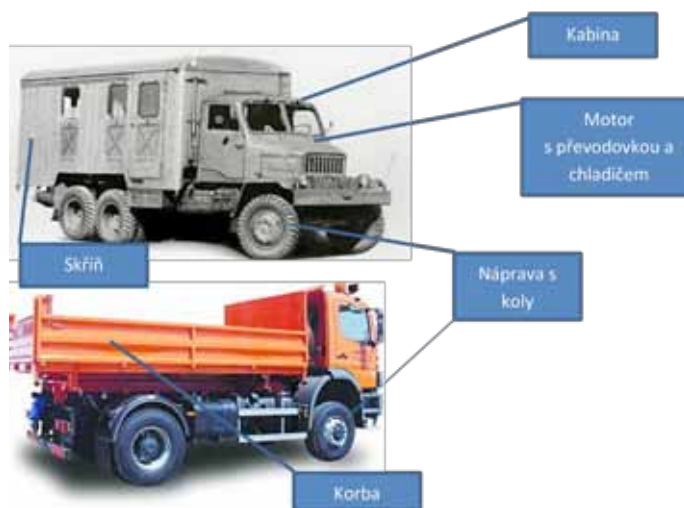 Kabina
Motor
s převodovkou a
chladičem
Skříň
Náprava s
koly
Korba